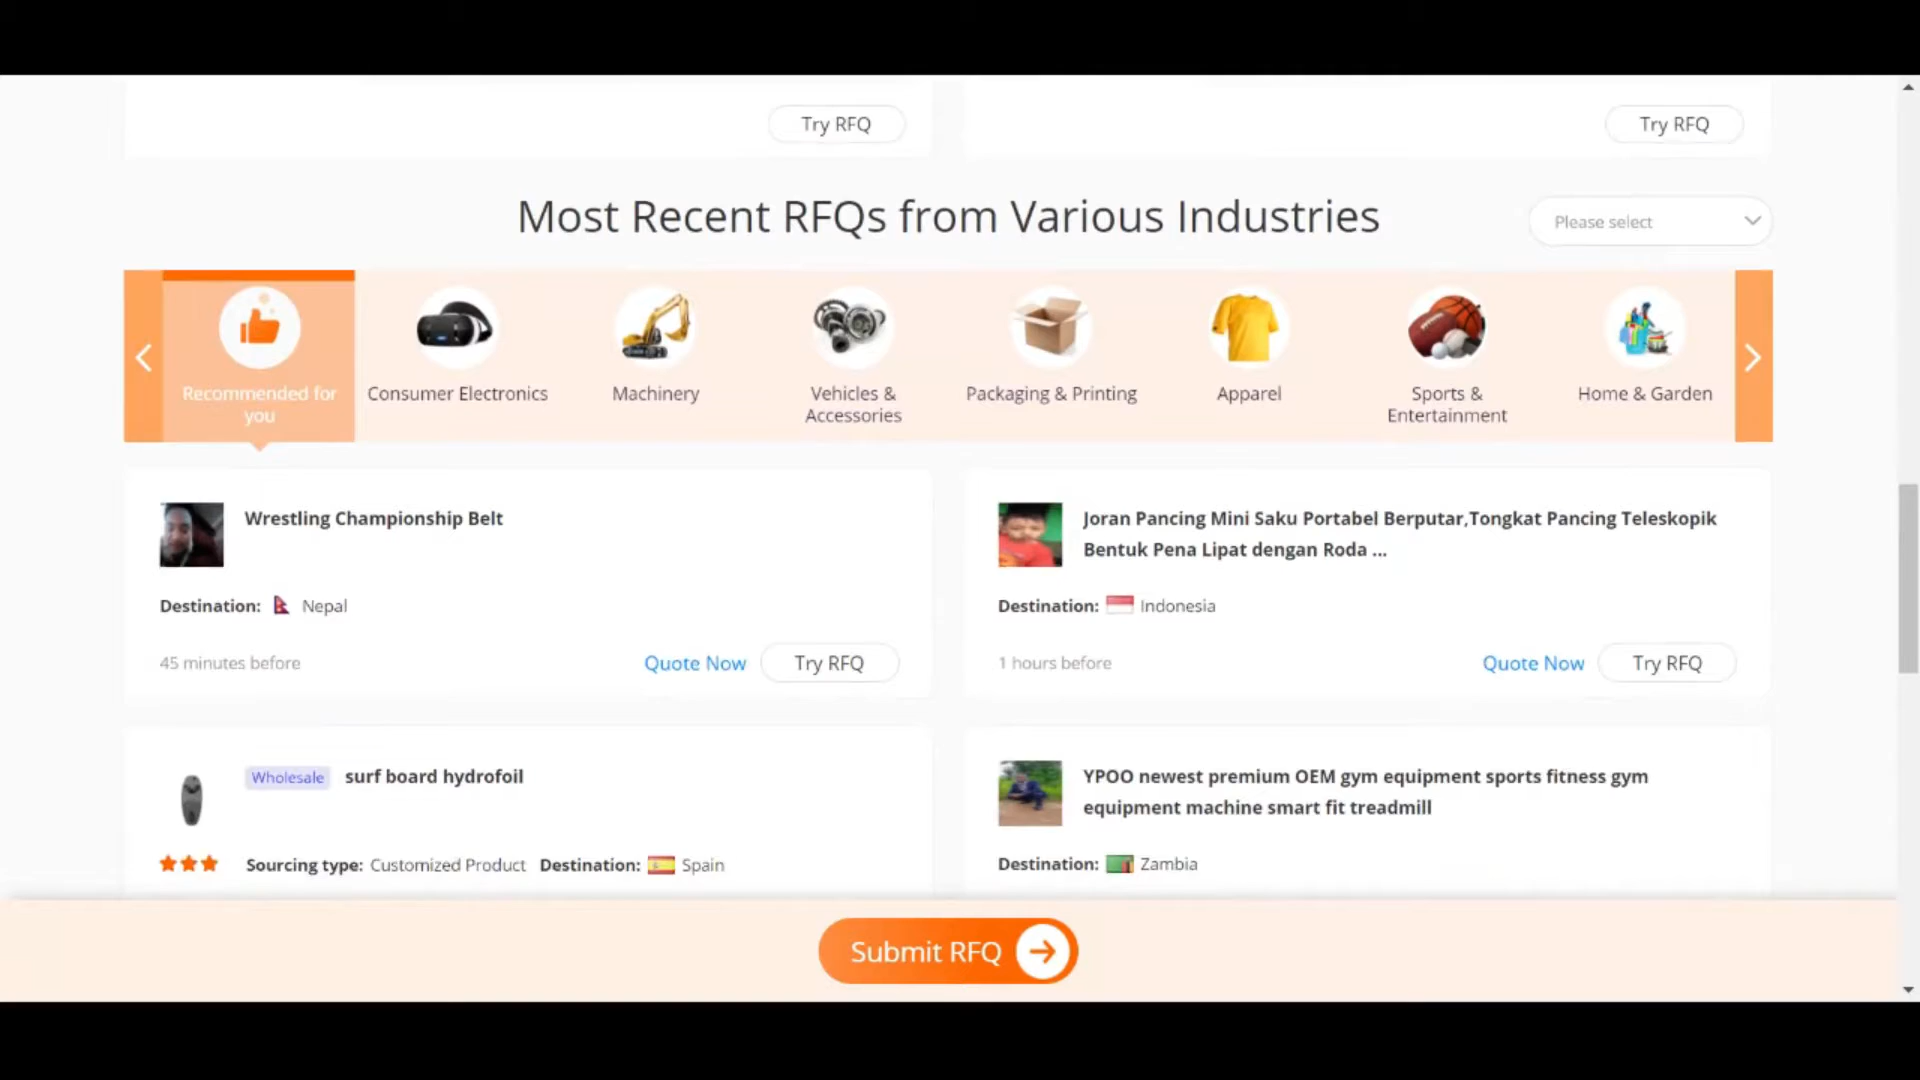 Try RFQ
Try RFQ
Most Recent RFQs from Various Industries
Please select
Recommended for
you
Consumer Electronics
Machinery
Vehicles &
Accessories
Packaging & Printing
Apparel
Sports &
Entertainment
Home & Garden
Wrestling Championship Belt
Destination: Nepal
45 minutes before
Quote Now
Try RFQ
Joran Pancing Mini Saku Portabel Berputar,Tongkat Pancing Teleskopik
Bentuk Pena Lipat dengan Roda ...
Destination: Indonesia
1 hours before
Quote Now
Try RFQ
Wholesale surf board hydrofoil
Sourcing type: Customized Product Destination: Spain
YPOO newest premium OEM gym equipment sports fitness gym
equipment machine smart fit treadmill
Destination: Zambia
Submit RFQ